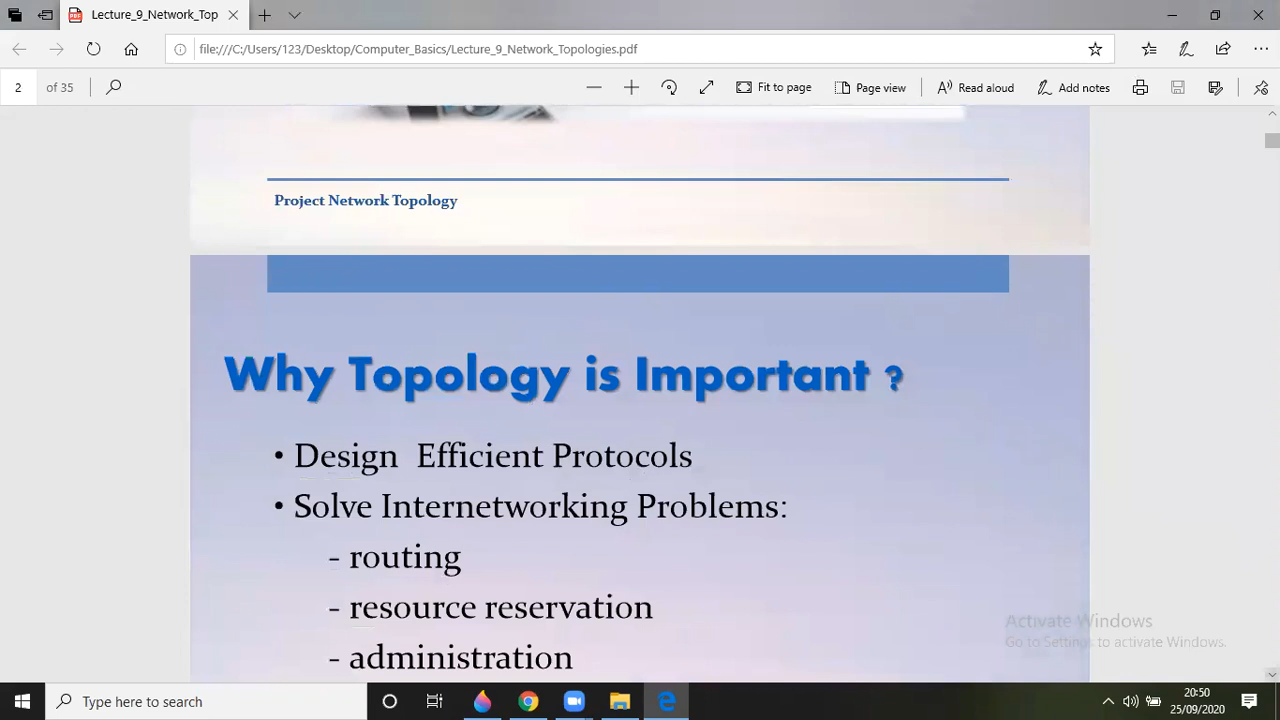 Lecture_9_Network_Top
file:///C:/Users/123/Desktop/Computer_Basics/Lecture_9_Network_Topologies.pdf
2 of 35
Fit to page
Page view
Read aloud
Add notes
Project Network Topology
Why Topology is Important ?
• Design Efficient Protocols
• Solve Internetworking Problems:
- routing
- resource reservation
- administration
Activate Windows
Go to Settings to activate Windows.
Type here to search
20:50
25/09/2020